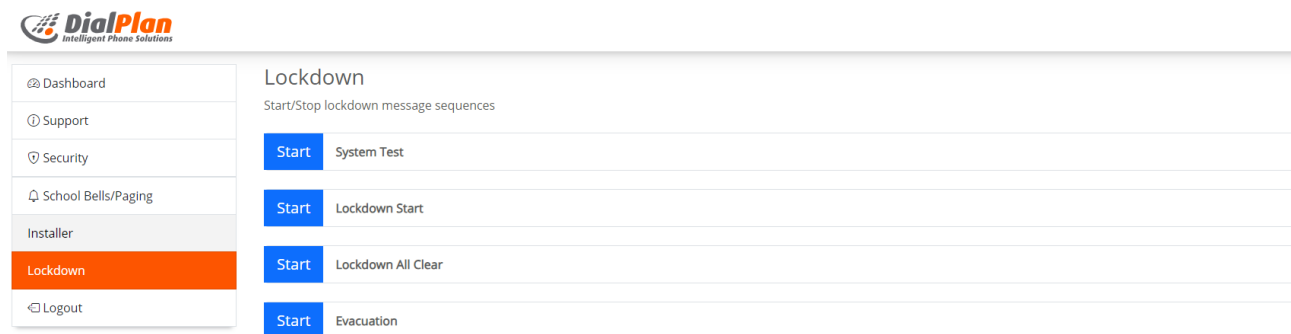 DialPlan
Intelligent Phone Solutions
Dashboard
Support
Security
School Bells/Paging
Installer
Lockdown
Logout
Lockdown
Start/Stop lockdown message sequences
Start System Test
Start Lockdown Start
Start Lockdown All Clear
Start Evacuation